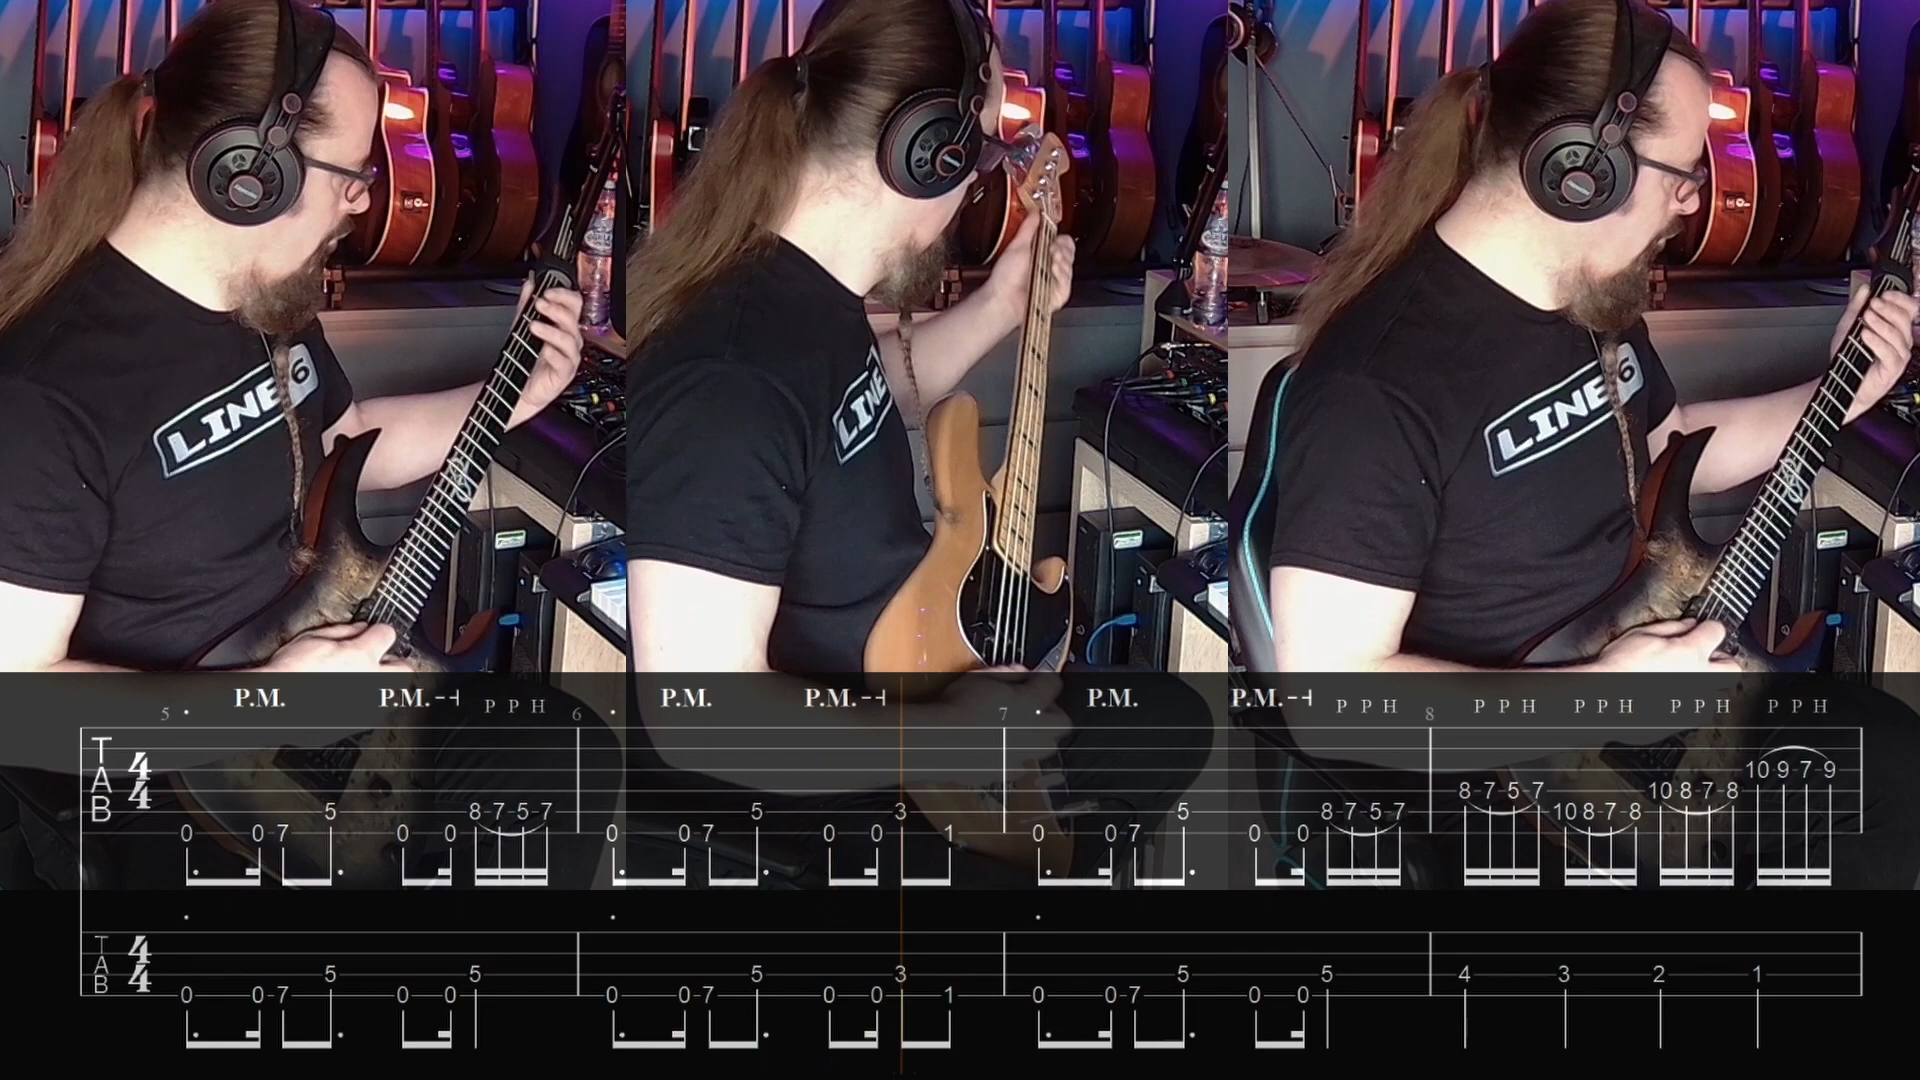 LINE 6
LINE
LINE 6
P.M. P.M.-⊣ P P H P.M. P.M.-⊣ P.M. P.M.-⊣ P P H P P H P P H P P H P P H
5 6 7 8
T
A
B
4
4
10 9 7 9
8 7 5 7 10 8 7 8
5 8 7 5 7 5 3 5 8 7 5 7 10 8 7 8
0 0 7 0 0 0 0 7 0 0 1 0 0 7 0 0
T
A
B
4
4
5 5 5 3 5 5 4 3 2 1
0 0 7 0 0 0 0 7 0 0 1 0 0 7 0 0